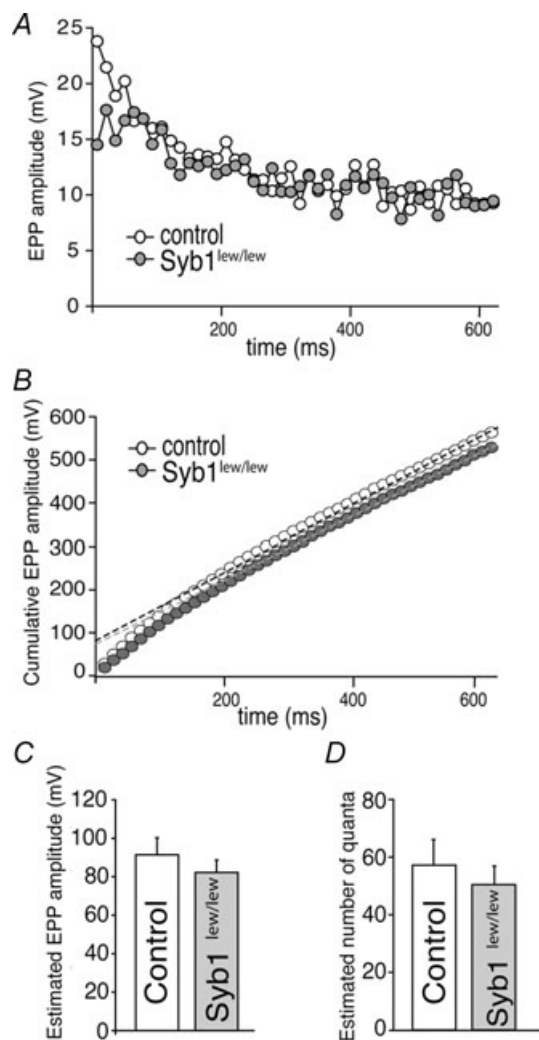 A
EPP amplitude (mV)
25
20
15
10
5
0
control
Syb1lew/lew
200
400
600
time (ms)
B
Cumulative EPP amplitude (mV)
600
500
400
300
200
100
0
control
Syb1lew/lew
200
400
600
time (ms)
C
Estimated EPP amplitude (mV)
120
100
80
60
40
20
0
Control
Syb1 lew/lew
D
Estimated number of quanta
80
60
40
20
0
Control
Syb1 lew/lew